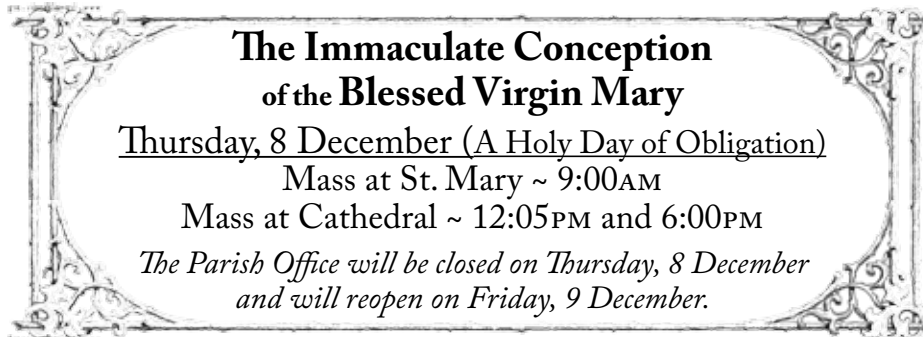 The Immaculate Conception
of the Blessed Virgin Mary
Thursday, 8 December (A Holy Day of Obligation)
Mass at St. Mary ~ 9:00AM
Mass at Cathedral ~ 12:05PM and 6:00PM
The Parish Office will be closed on Thursday, 8 December
and will reopen on Friday, 9 December.